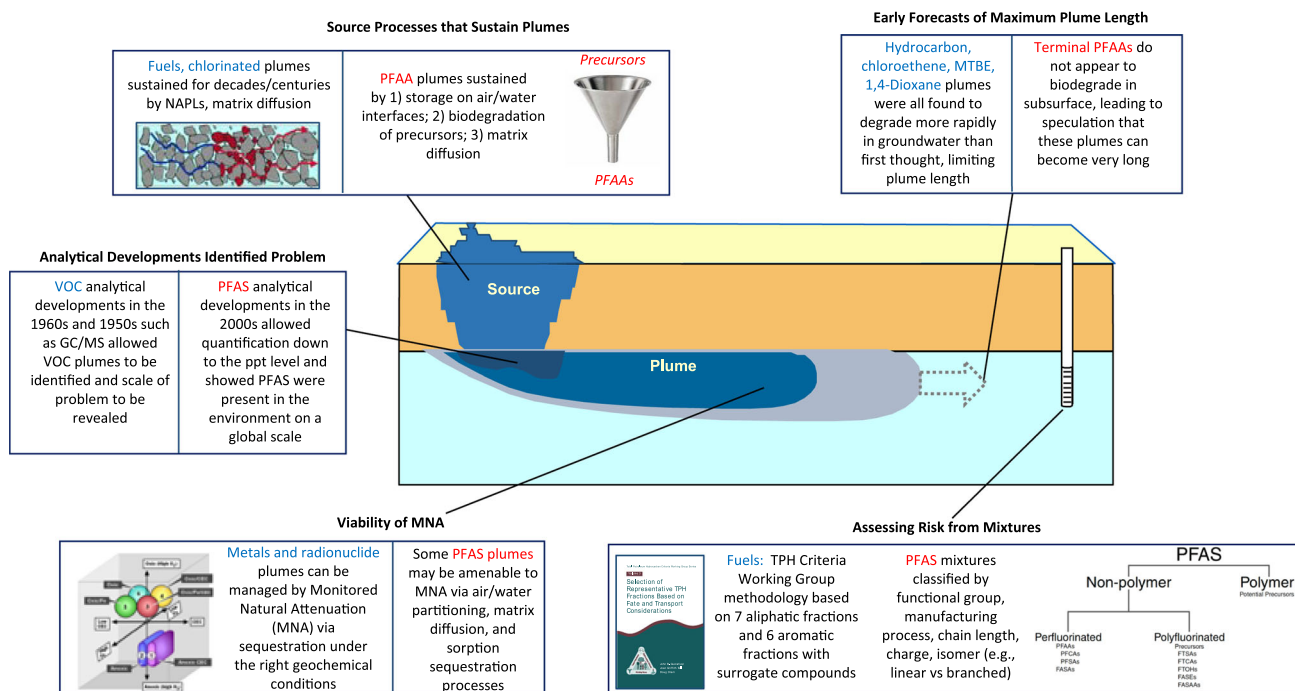 Source Processes that Sustain Plumes
Fuels, chlorinated plumes
sustained for decades/centuries
by NAPLs, matrix diffusion
PFAA plumes sustained
by 1) storage on air/water
interfaces; 2) biodegradation
of precursors; 3) matrix
diffusion
Precursors
PFAAs
Early Forecasts of Maximum Plume Length
Hydrocarbon,
chloroethene, MTBE,
1,4-Dioxane plumes
were all found to
degrade more rapidly
in groundwater than
first thought, limiting
plume length
Terminal PFAAs do
not appear to
biodegrade in
subsurface, leading to
speculation that
these plumes can
become very long
Analytical Developments Identified Problem
VOC analytical
developments in the
1960s and 1950s such
as GC/MS allowed
VOC plumes to be
identified and scale of
problem to be
revealed
PFAS analytical
developments in the
2000s allowed
quantification down
to the ppt level and
showed PFAS were
present in the
environment on a
global scale
Source
Plume
Viability of MNA
Metals and radionuclide
plumes can be
managed by Monitored
Natural Attenuation
(MNA) via
sequestration under
the right geochemical
conditions
Some PFAS plumes
may be amenable to
MNA via air/water
partitioning, matrix
diffusion, and
sorption
sequestration
processes
Assessing Risk from Mixtures
Selection of
Representative TPH
Fractions Based on
Fate and Transport
Considerations
Fuels: TPH Criteria
Working Group
methodology based
on 7 aliphatic fractions
and 6 aromatic
fractions with
surrogate compounds
PFAS mixtures
classified by
functional group,
manufacturing
process, chain length,
charge, isomer (e.g.,
linear vs branched)
PFAS
Non-polymer
Polymer
Potential Precursors
Perfluorinated
PFAAs
PFCAs
PFSAs
FASAs
Polyfluorinated
Precursors
FTSAs
FTCAs
FTOHs
FASEs
FASAAs